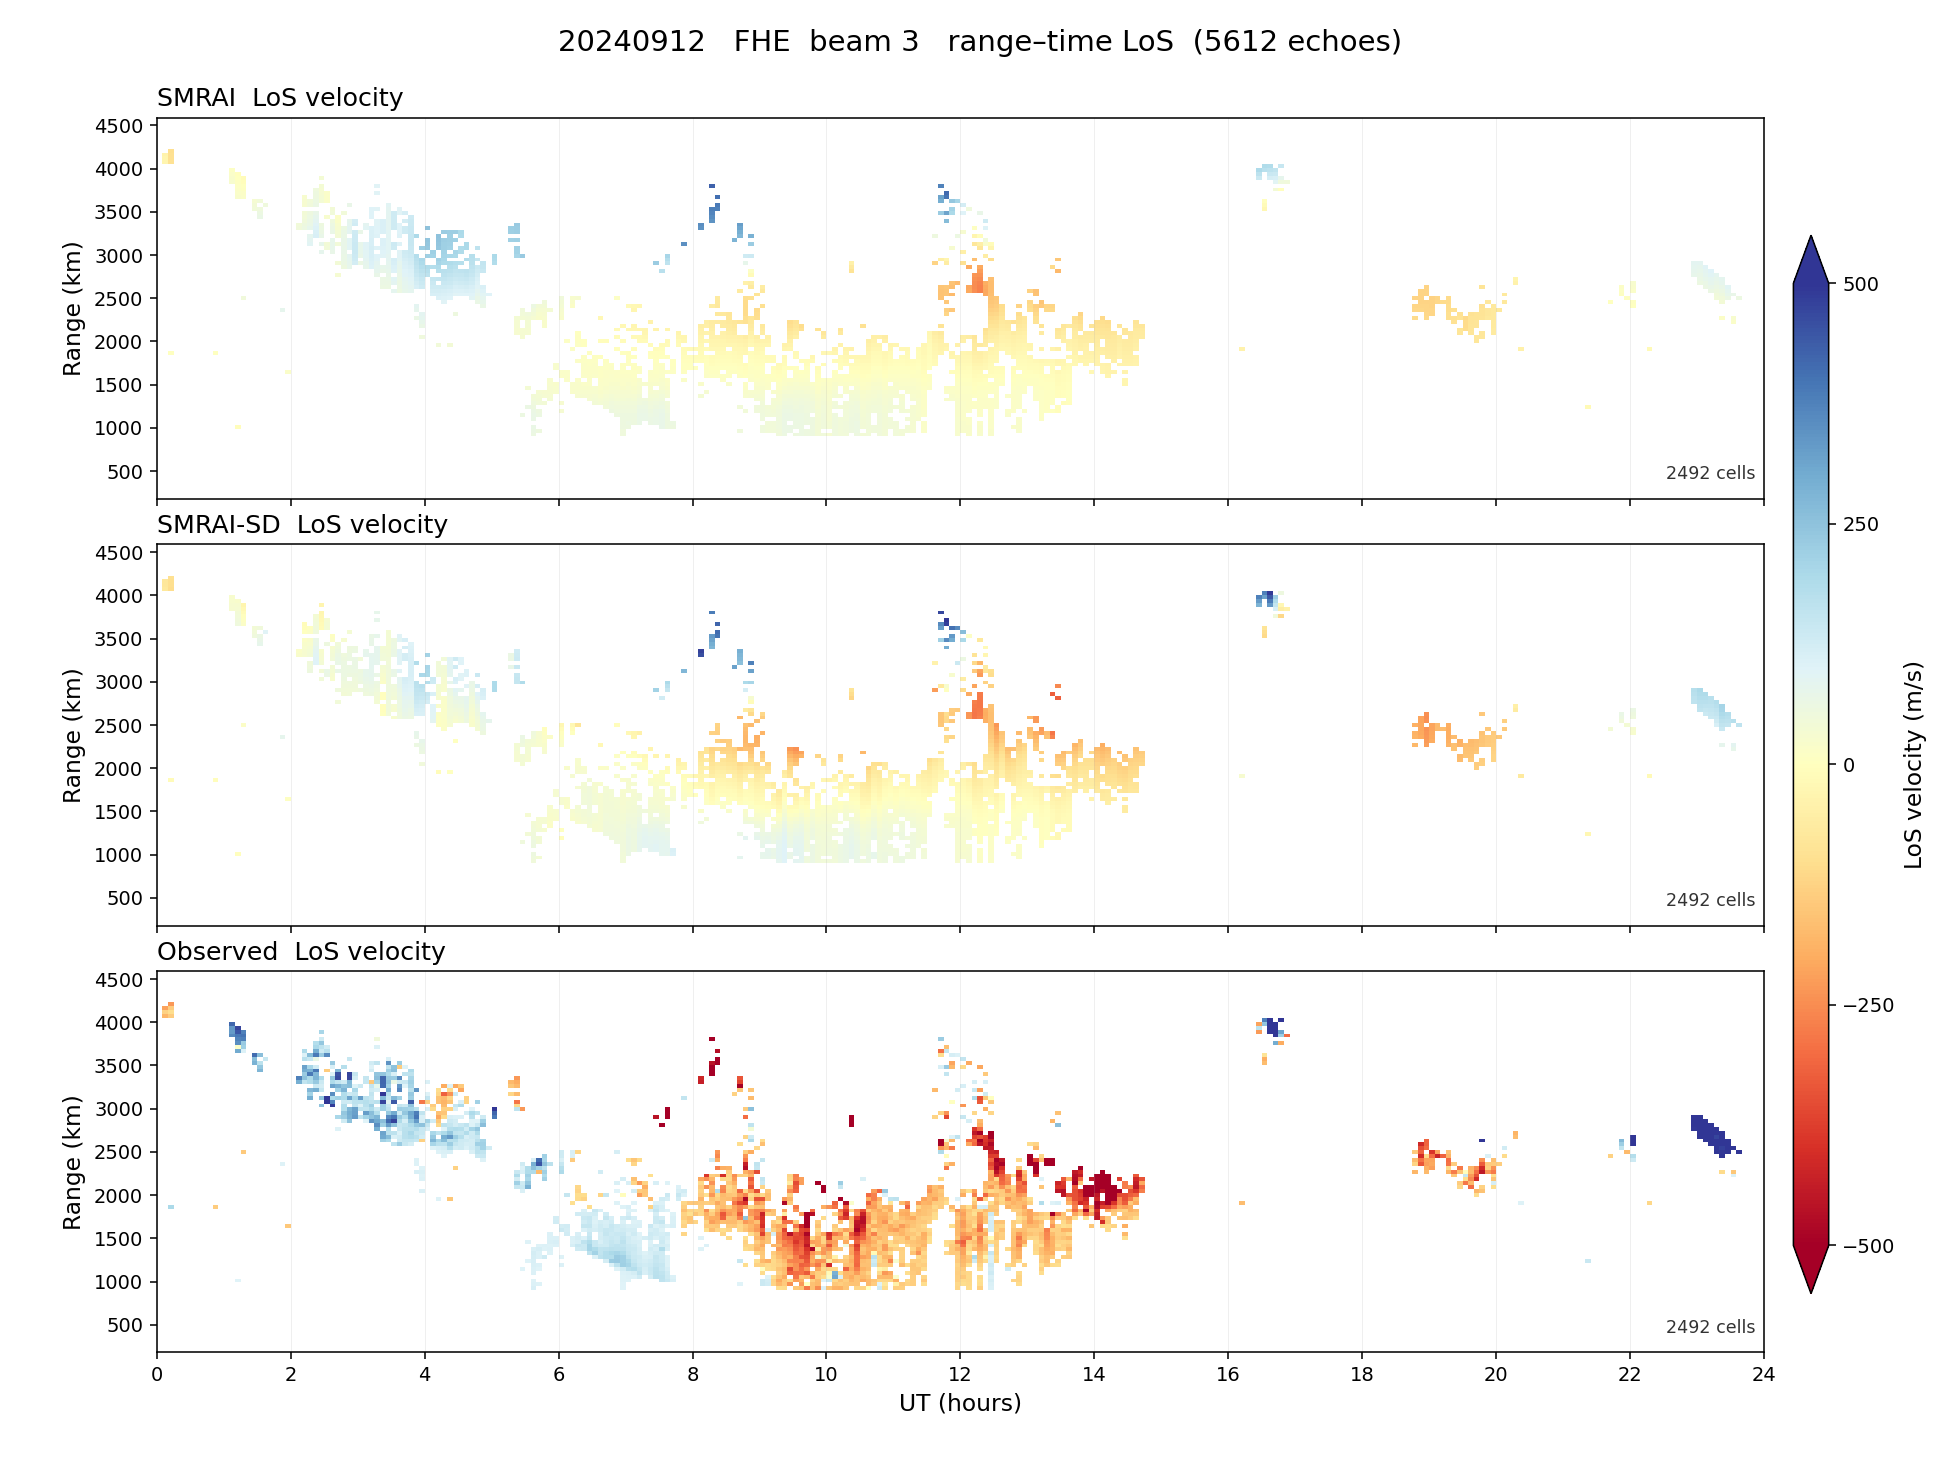 20240912   FHE  beam 3   range–time LoS  (5612 echoes)
SMRAI  LoS velocity
4500
4000
3500
3000
2500
2000
1500
1000
500
Range (km)
2492 cells
SMRAI-SD  LoS velocity
4500
4000
3500
3000
2500
2000
1500
1000
500
Range (km)
2492 cells
Observed  LoS velocity
4500
4000
3500
3000
2500
2000
1500
1000
500
Range (km)
2492 cells
0 2 4 6 8 10 12 14 16 18 20 22 24
UT (hours)
500
250
0
−250
−500
LoS velocity (m/s)